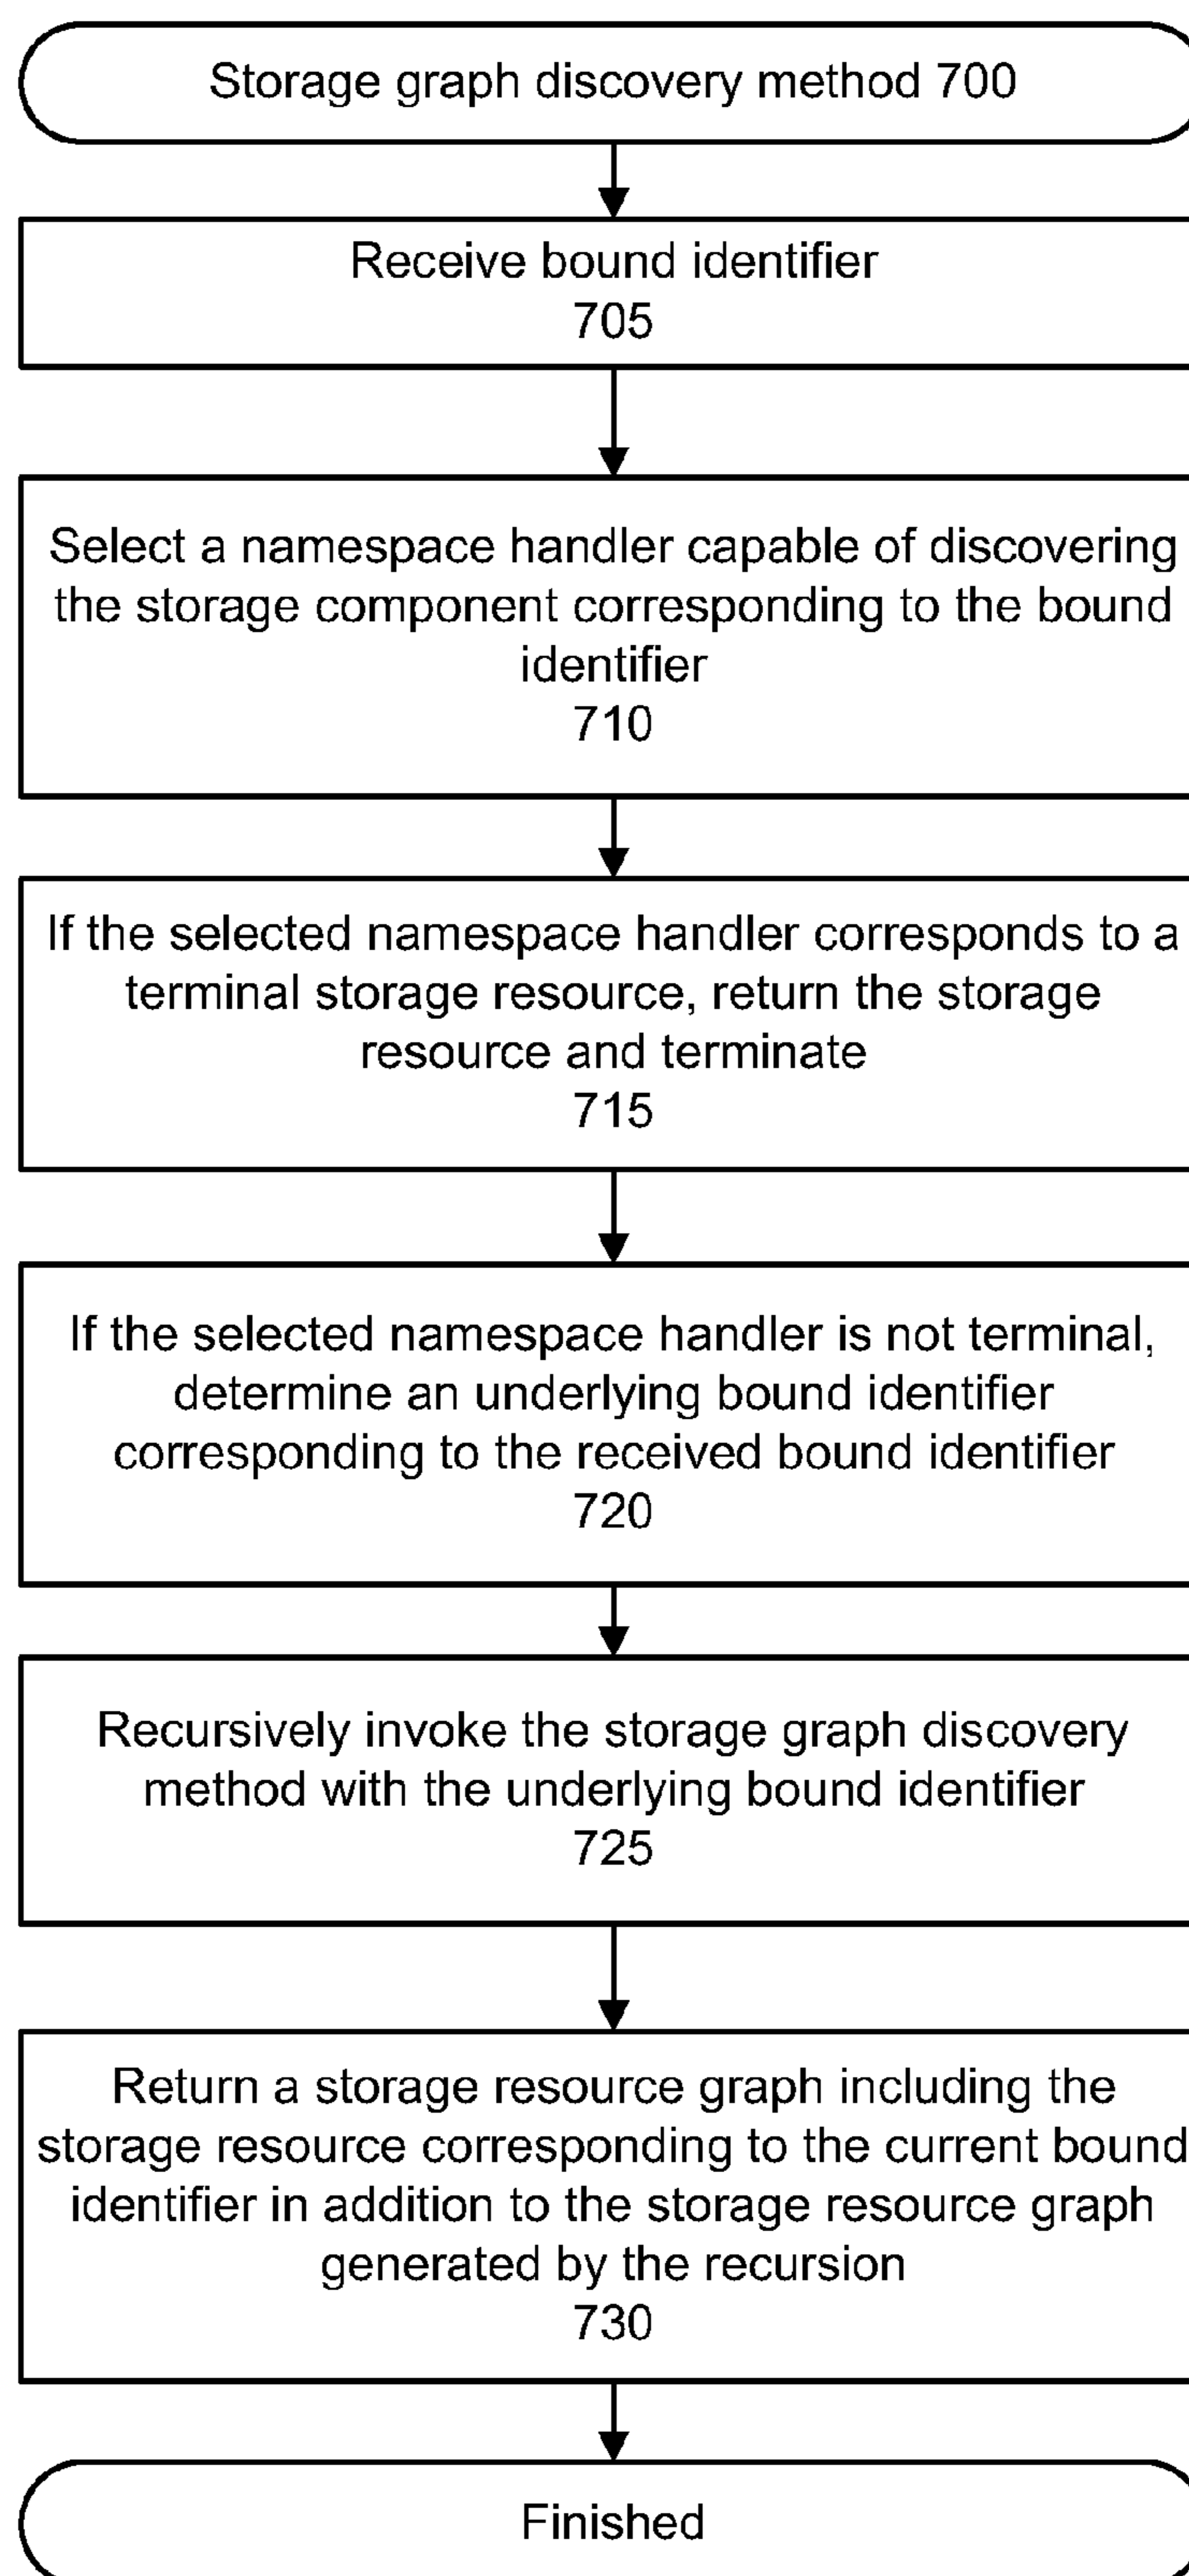 Storage graph discovery method 700
Receive bound identifier
705
Select a namespace handler capable of discovering
the storage component corresponding to the bound
identifier
710
If the selected namespace handler corresponds to a
terminal storage resource, return the storage
resource and terminate
715
If the selected namespace handler is not terminal,
determine an underlying bound identifier
corresponding to the received bound identifier
720
Recursively invoke the storage graph discovery
method with the underlying bound identifier
725
Return a storage resource graph including the
storage resource corresponding to the current bound
identifier in addition to the storage resource graph
generated by the recursion
730
Finished